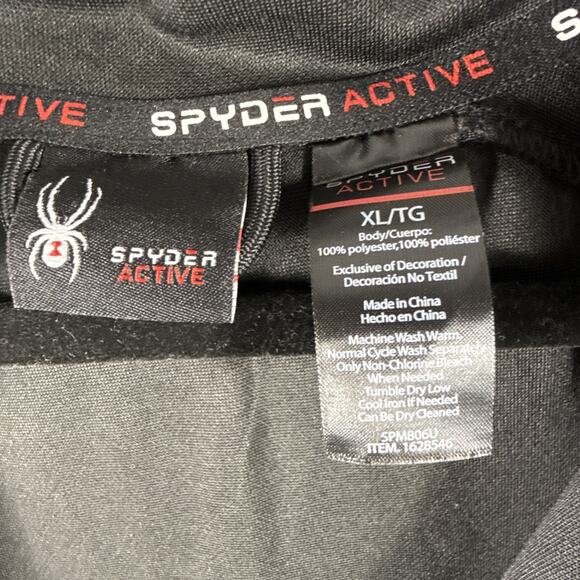 TIVE SPYDER ACTIVE S
SPYDER
ACTIVE
SPYDER
ACTIVE
XL/TG
Body/Cuerpo:
100% polyester,100% poliéster
Exclusive of Decoration /
Decoración No Textil
Made in China
Hecho en China
Machine Wash Warm,
Normal Cycle Wash Separately
Only Non-Chlorine Bleach
When Needed
Tumble Dry Low
Cool Iron If Needed
Can Be Dry Cleaned
SPM806U
ITEM. 1628546